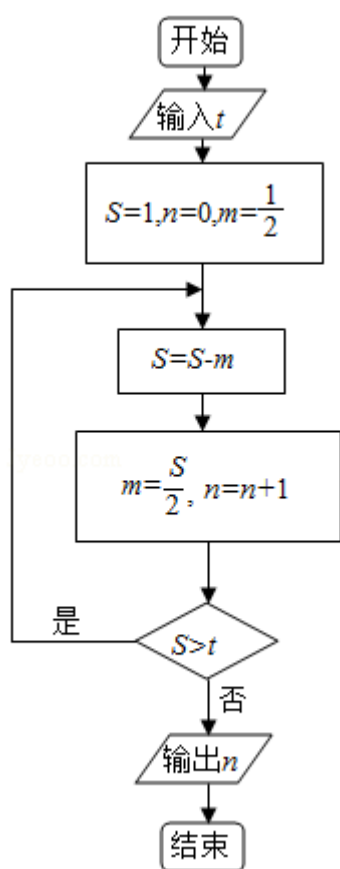 开始
输入t
S=1,n=0,m=1/2
S=S-m
m=S/2, n=n+1
是
S>t
否
输出n
结束